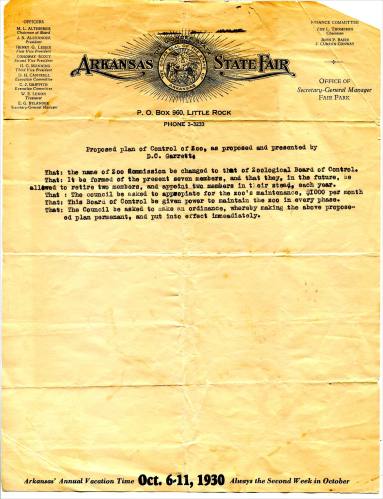 OFFICERS
M. L. ALTHEIMER
Chairman of Board
J. N. ALEXANDER
President
HENRY G. LEISER
First Vice President
CONGRESS SCOTT
Second Vice President
Third Vice President
D. H. CANTRELL
Executive Committee
C. J. GRIFFITH
Executive Committee
W. S. LEMON
Treasurer
E. G. BYLANDER
Secretary-General Manager
FINANCE COMMITTEE
JAY L. THOMPSON
Chairman
JOHN F. BAUER
J. CURRAN CONWAY
ARKANSAS STATE FAIR
OFFICE OF
Secretary-General Manager
FAIR PARK
P. O. BOX 960, LITTLE ROCK
PHONE 3-3233
Proposed plan of Control of Zoo, as proposed and presented by
D.C. Garrett;
That: the name of Zoo Commission be changed to that of Zoological Board of Control.
That: It be formed of the present seven members, and that they, in the future, be
allowed to retire two members, and appoint two members in their stead, each year.
That : The council be asked to appropriate for the zoo's maintenance, $1000 per month
That: This Board of Control be given power to maintain the zoo in every phase.
That: The Council be asked to make an ordinance, whereby making the above propose-
ed plan permanant, and put into effect immediately.
Arkansas' Annual Vacation Time Oct. 6-11, 1930 Always the Second Week in October